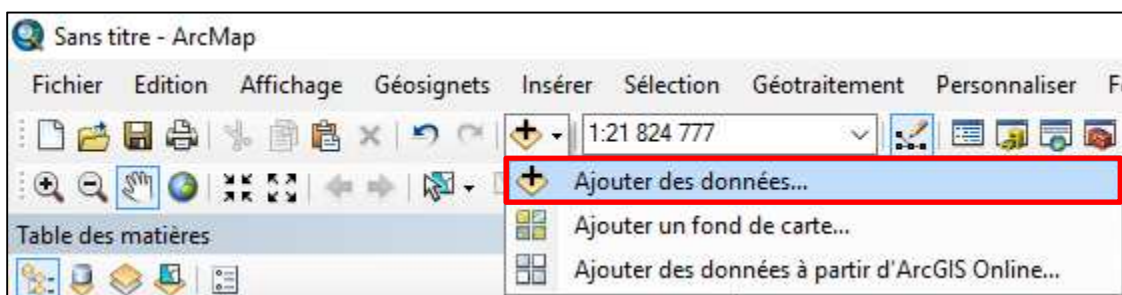 Sans titre - ArcMap
Fichier Edition Affichage Géosignets Insérer Sélection Géotraitement Personnaliser
1:21 824 777
Ajouter des données...
Table des matières
Ajouter un fond de carte...
Ajouter des données à partir d'ArcGIS Online...